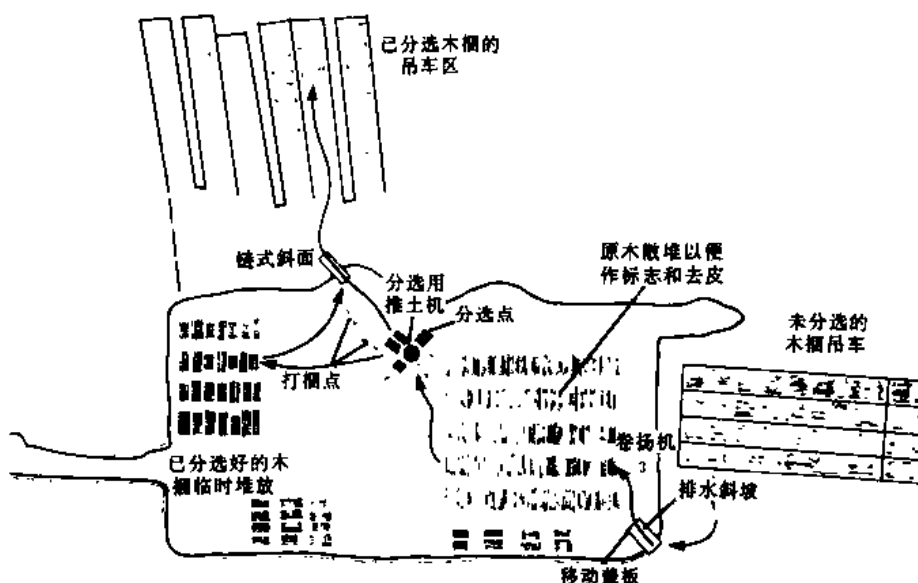 已分选木捆的
吊车区
链式斜面
分选用
推土机
分选点
原木散堆以便
作标志和去皮
未分选的
木捆吊车
打捆点
卷扬机
已分选好的木
捆临时堆放
排水斜坡
移动盖板